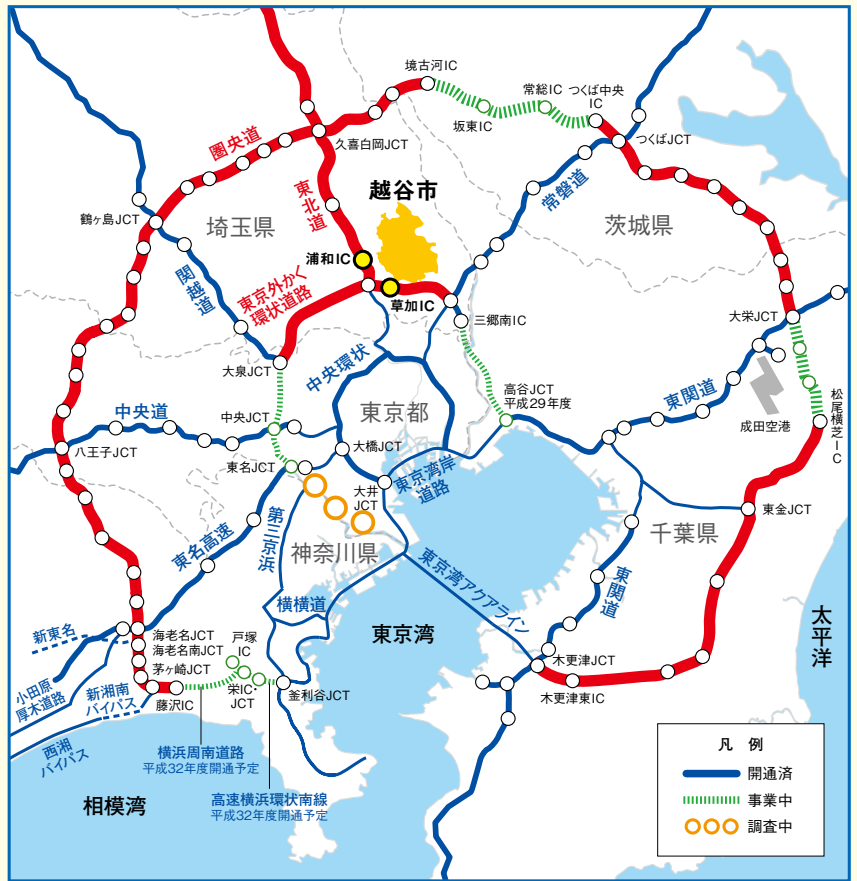 境古河IC
常総IC
つくば中央
IC
坂東IC
圏央道
久喜白岡JCT
つくばJCT
東北道
越谷市
常磐道
鶴ヶ島JCT
埼玉県
茨城県
関越道
浦和IC
東京外かく
環状道路
草加IC
三郷南IC
大栄JCT
大泉JCT
中央環状
高谷JCT
平成29年度
東関道
成田空港
松尾横芝IC
中央道
中央JCT
東京都
八王子JCT
大橋JCT
東名JCT
大井
JCT
東京湾岸
道路
東金JCT
第三京浜
神奈川県
千葉県
東名高速
東京湾アクアライン
東関道
横横道
東京湾
太平洋
新東名
海老名JCT
海老名南JCT
戸塚
IC
茅ヶ崎JCT
木更津JCT
小田原
厚木道路
新湘南
バイパス
藤沢IC
栄IC・
JCT
釜利谷JCT
木更津東IC
西湘
バイパス
横浜周南道路
平成32年度開通予定
相模湾
高速横浜環状南線
平成32年度開通予定
凡 例
開通済
事業中
調査中